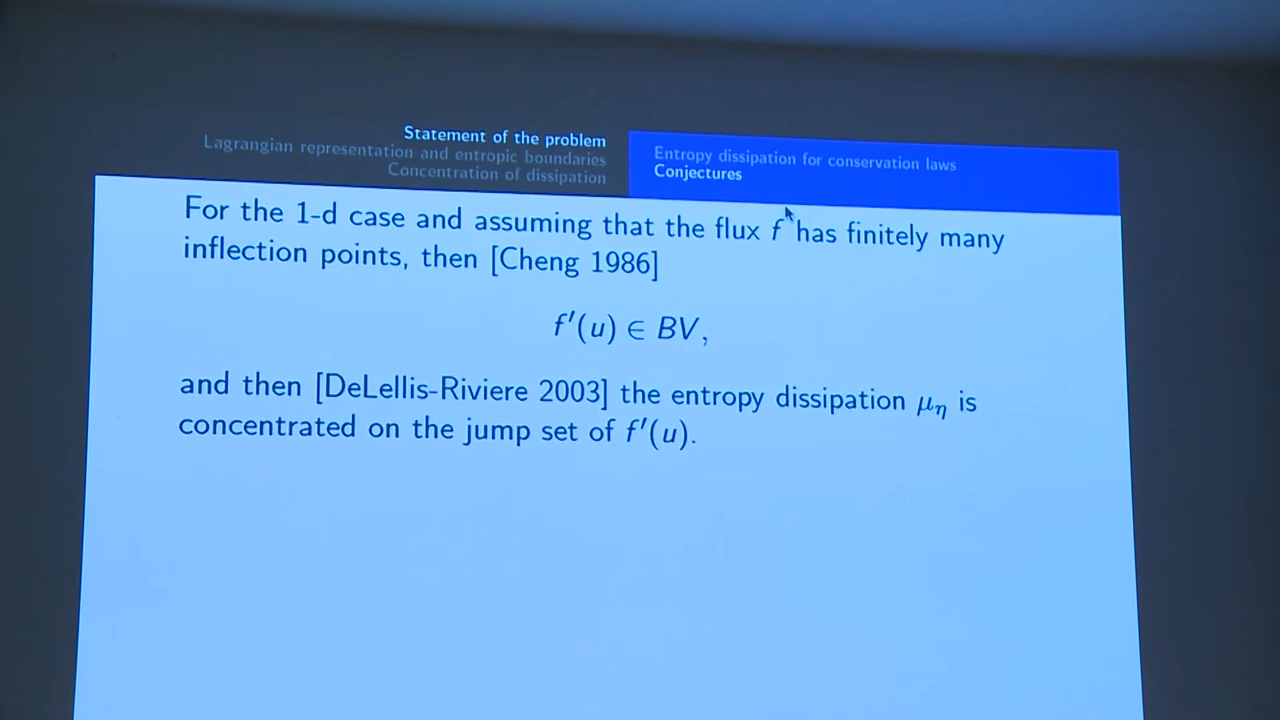 Statement of the problem
Lagrangian representation and entropic boundaries
Concentration of dissipation
Entropy dissipation for conservation laws
Conjectures
For the 1-d case and assuming that the flux f has finitely many
inflection points, then [Cheng 1986]
f′(u) ∈ BV,
and then [DeLellis-Riviere 2003] the entropy dissipation μη is
concentrated on the jump set of f′(u).